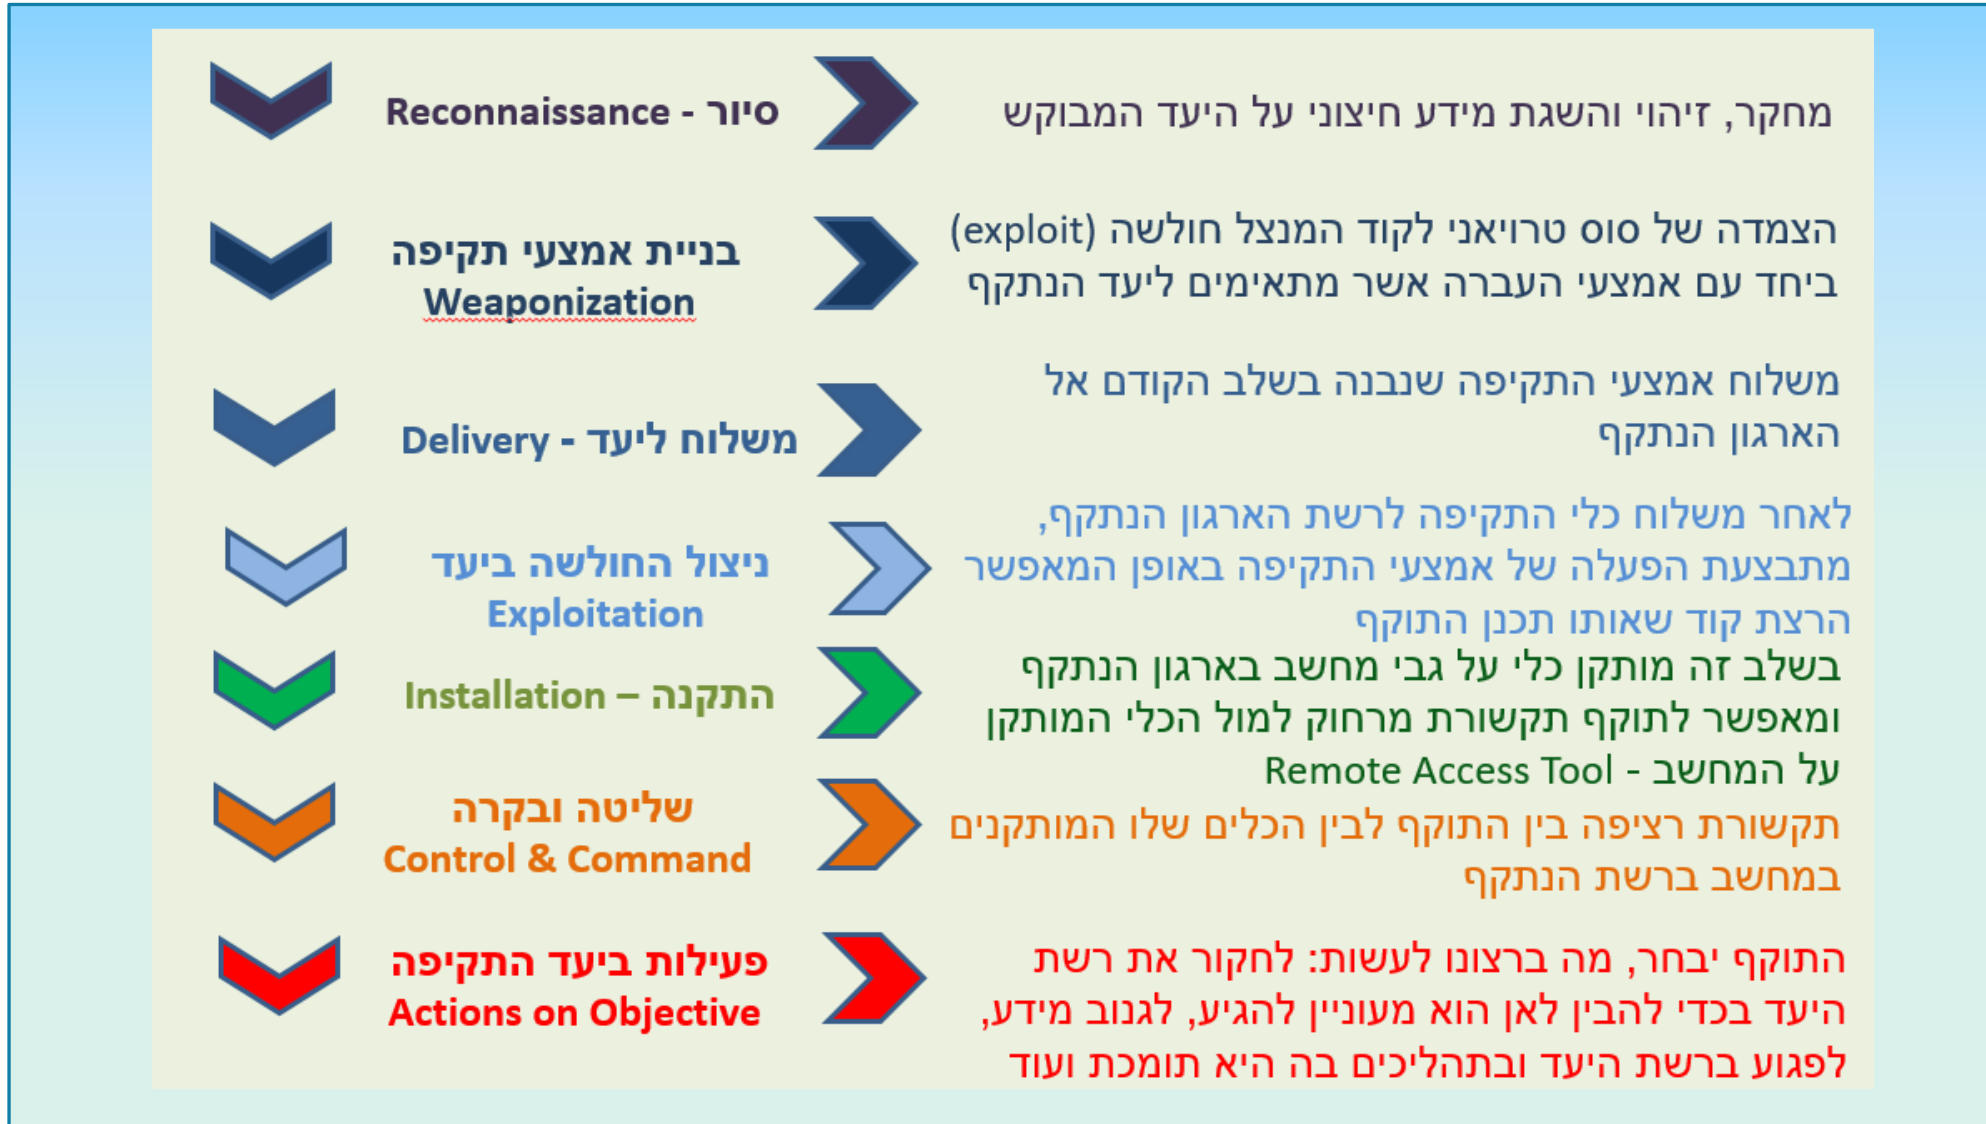 סיור - Reconnaissance
מחקר, זיהוי והשגת מידע חיצוני על היעד המבוקש
בניית אמצעי תקיפה
Weaponization
הצמדה של סוס טרויאני לקוד המנצל חולשה (exploit)
ביחד עם אמצעי העברה אשר מתאימים ליעד הנתקף
משלוח ליעד - Delivery
משלוח אמצעי התקיפה שנבנה בשלב הקודם אל
הארגון הנתקף
ניצול החולשה ביעד
Exploitation
לאחר משלוח כלי התקיפה לרשת הארגון הנתקף,
מתבצעת הפעלה של אמצעי התקיפה באופן המאפשר
הרצת קוד שאותו תכנן התוקף
התקנה – Installation
בשלב זה מותקן כלי על גבי מחשב בארגון הנתקף
ומאפשר לתוקף תקשורת מרחוק למול הכלי המותקן
על המחשב - Remote Access Tool
שליטה ובקרה
Control & Command
תקשורת רציפה בין התוקף לבין הכלים שלו המותקנים
במחשב ברשת הנתקף
פעילות ביעד התקיפה
Actions on Objective
התוקף יבחר, מה ברצונו לעשות: לחקור את רשת
היעד בכדי להבין לאן הוא מעוניין להגיע, לגנוב מידע,
לפגוע ברשת היעד ובתהליכים בה היא תומכת ועוד